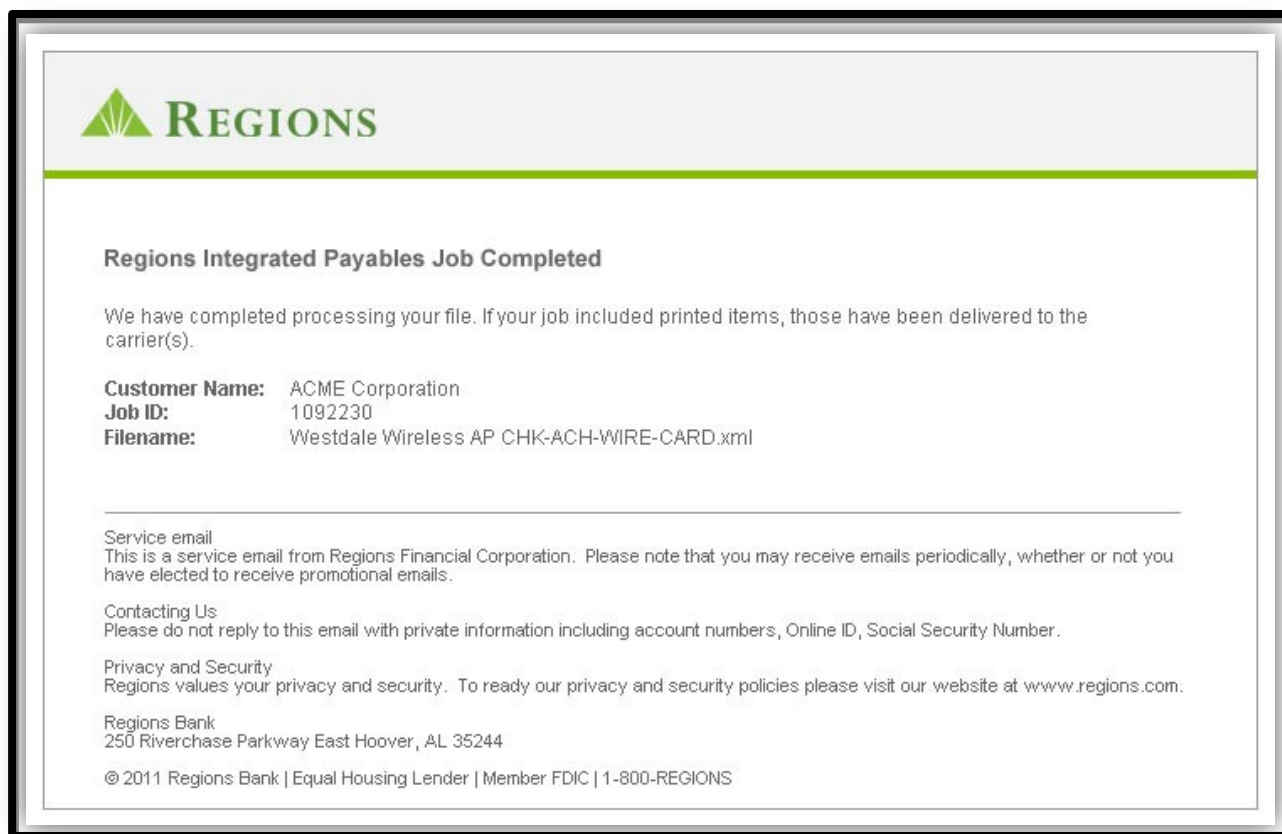 REGIONS
Regions Integrated Payables Job Completed
We have completed processing your file. If your job included printed items, those have been delivered to the
carrier(s).
Customer Name: ACME Corporation
Job ID: 1092230
Filename: Westdale Wireless AP CHK-ACH-WIRE-CARD.xml
Service email
This is a service email from Regions Financial Corporation. Please note that you may receive emails periodically, whether or not you
have elected to receive promotional emails.
Contacting Us
Please do not reply to this email with private information including account numbers, Online ID, Social Security Number.
Privacy and Security
Regions values your privacy and security. To ready our privacy and security policies please visit our website at www.regions.com.
Regions Bank
250 Riverchase Parkway East Hoover, AL 35244
© 2011 Regions Bank | Equal Housing Lender | Member FDIC | 1-800-REGIONS